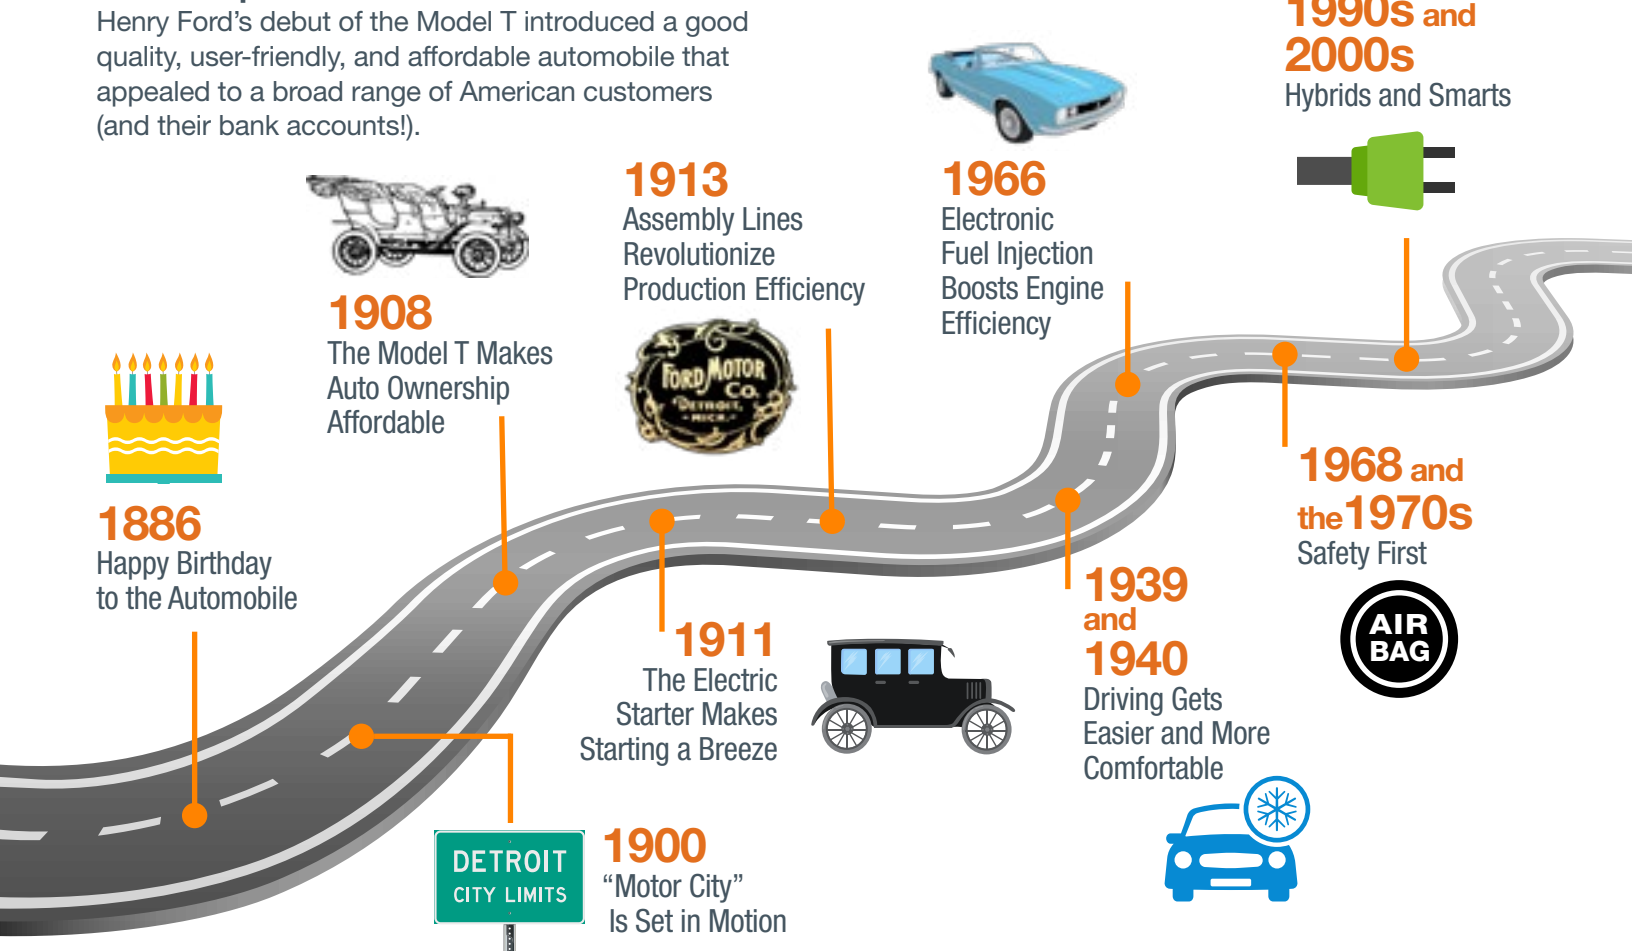 Henry Ford’s debut of the Model T introduced a good
quality, user-friendly, and affordable automobile that
appealed to a broad range of American customers
(and their bank accounts!).
1886
Happy Birthday
to the Automobile
1900
“Motor City”
Is Set in Motion
DETROIT
CITY LIMITS
1908
The Model T Makes
Auto Ownership
Affordable
1911
The Electric
Starter Makes
Starting a Breeze
1913
Assembly Lines
Revolutionize
Production Efficiency
FORD MOTOR
Co.
DETROIT,
MICH.
1939
and
1940
Driving Gets
Easier and More
Comfortable
1966
Electronic
Fuel Injection
Boosts Engine
Efficiency
1968 and
the 1970s
Safety First
AIR
BAG
1990s and
2000s
Hybrids and Smarts